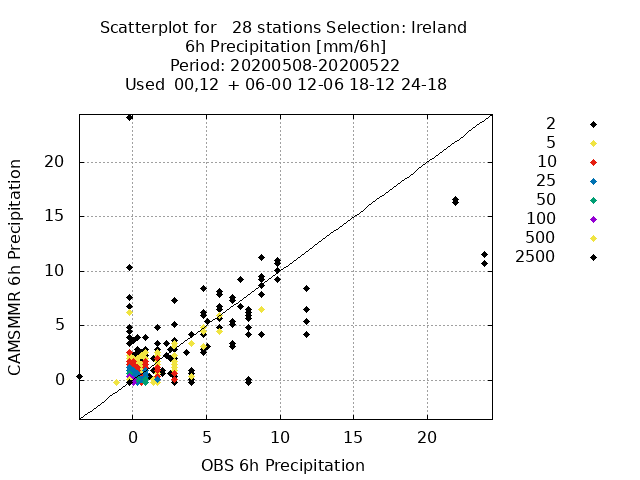 Scatterplot for   28 stations Selection: Ireland
6h Precipitation [mm/6h]
Period: 20200508-20200522
Used  00,12  + 06-00 12-06 18-12 24-18
2
5
10
25
50
100
500
2500
CAMSMMR 6h Precipitation
20
15
10
5
0
0 5 10 15 20
OBS 6h Precipitation